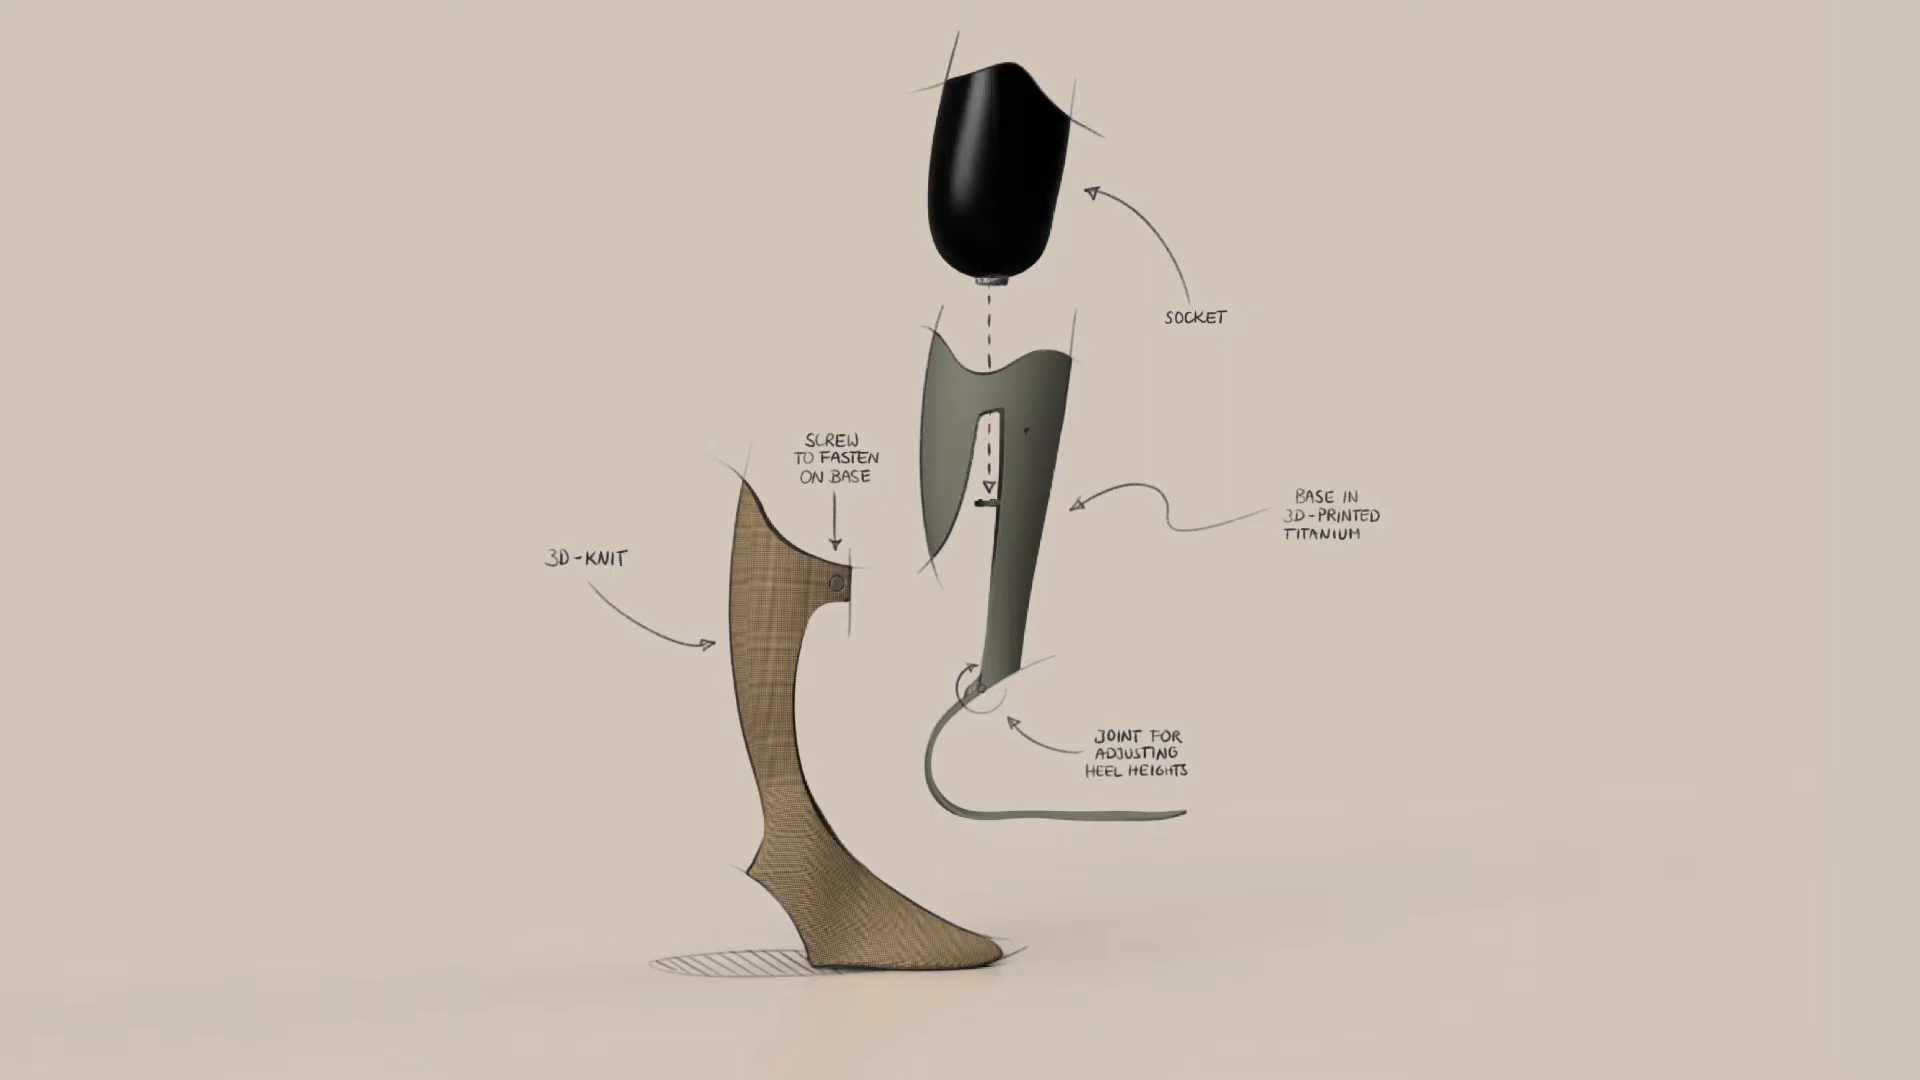 SOCKET
SCREW
TO FASTEN
ON BASE
3D-KNIT
BASE IN
3D-PRINTED
TITANIUM
JOINT FOR
ADJUSTING
HEEL HEIGHTS